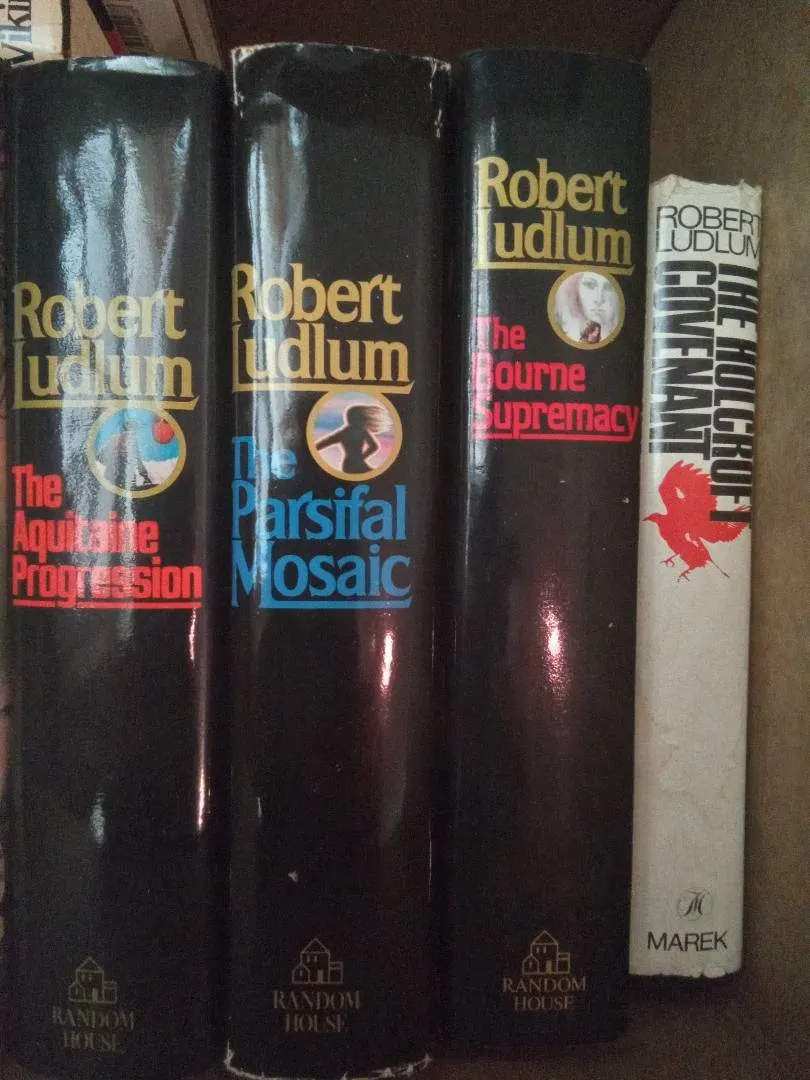 Vikin
Robert
Ludlum
The
Aquitaine
Progression
RANDOM
HOUSE
Robert
Ludlum
The
Parsifal
Mosaic
RANDOM
HOUSE
Robert
Ludlum
The
Bourne
Supremacy
RANDOM
HOUSE
ROBERT
LUDLUM
THE HOLCROFT
COVENANT
M
MAREK